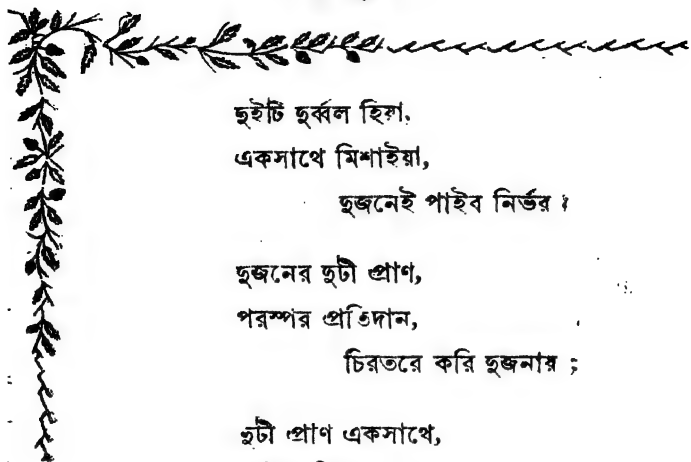 দুইটি দুর্ব্বল হিয়া,
একসাথে মিশাইয়া,
দুজনেই পাইব নির্ভর ;
দুজনের দুটী প্রাণ,
পরস্পর প্রতিদান,
চিরতরে করি দুজনার ;
দুটী প্রাণ একসাথে,